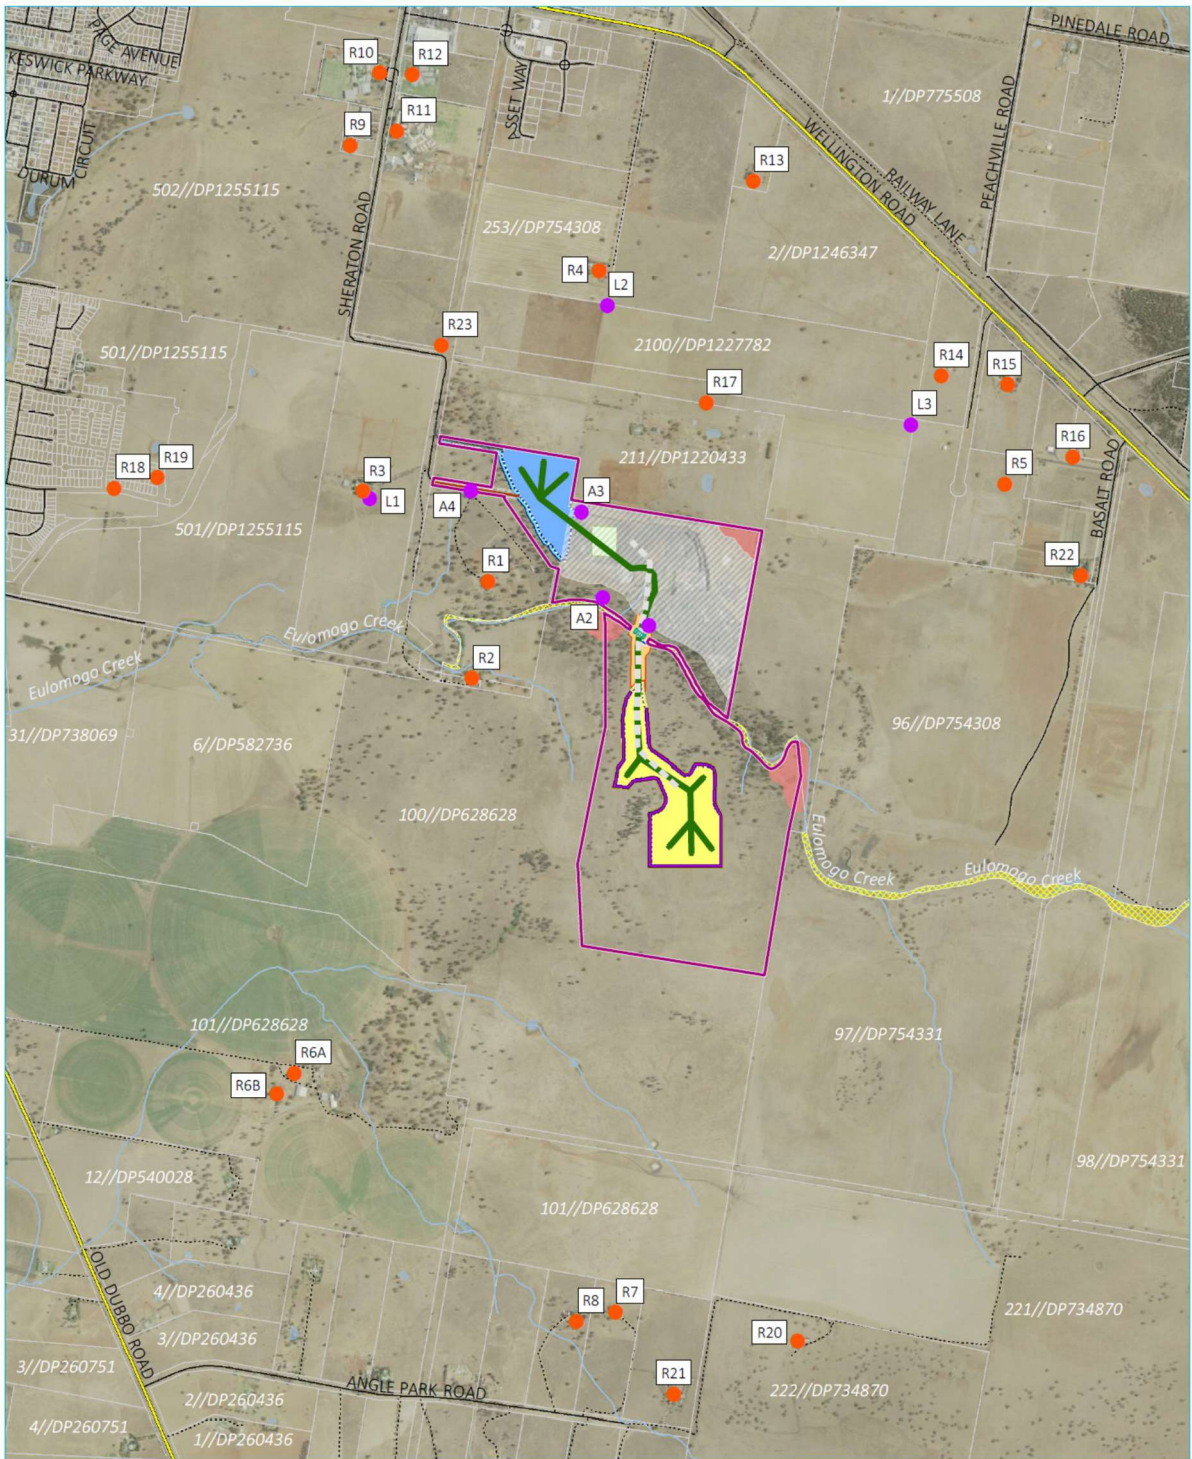 PINEDALE ROAD
PAGE AVENUE
KESWICK PARKWAY
R10
R12
ASSET WAY
1//DP775508
PEACHVILLE ROAD
R11
R9
WELLINGTON ROAD
RAILWAY LANE
DURUM CIRCUIT
R13
502//DP1255115
SHERATON ROAD
253//DP754308
2//DP1246347
R4
L2
R23
501//DP1255115
2100//DP1227782
R14
R15
R17
L3
R16
BASALT ROAD
R18
R19
R3
L1
A4
A3
211//DP1220433
R5
501//DP1255115
R1
R22
A2
Eulomogo Creek
Eulomogo Creek
R2
31//DP738069
6//DP582736
96//DP754308
100//DP628628
Eulomogo Creek
Eulomogo Creek
101//DP628628
97//DP754331
R6A
R6B
12//DP540028
98//DP754331
101//DP628628
OLD DUBBO ROAD
4//DP260436
R8
R7
221//DP734870
3//DP260436
R20
3//DP260751
R21
ANGLE PARK ROAD
222//DP734870
2//DP260436
4//DP260751
1//DP260436